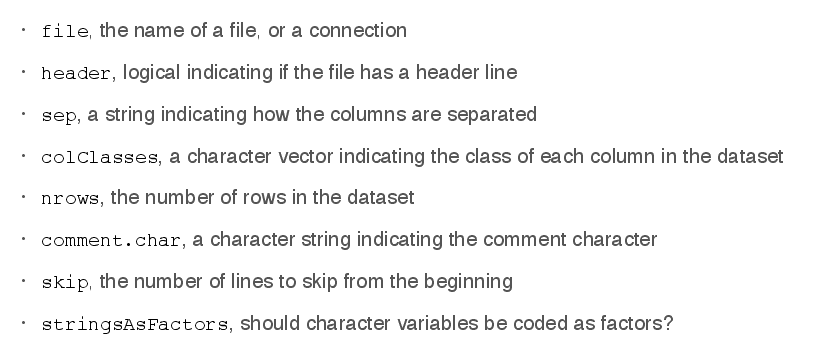 · file, the name of a file, or a connection
· header, logical indicating if the file has a header line
· sep, a string indicating how the columns are separated
· colClasses, a character vector indicating the class of each column in the dataset
· nrows, the number of rows in the dataset
· comment.char, a character string indicating the comment character
· skip, the number of lines to skip from the beginning
· stringsAsFactors, should character variables be coded as factors?